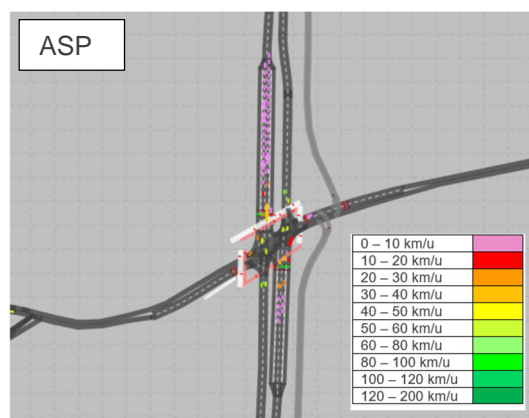 ASP
0 – 10 km/u
10 – 20 km/u
20 – 30 km/u
30 – 40 km/u
40 – 50 km/u
50 – 60 km/u
60 – 80 km/u
80 – 100 km/u
100 – 120 km/u
120 – 200 km/u